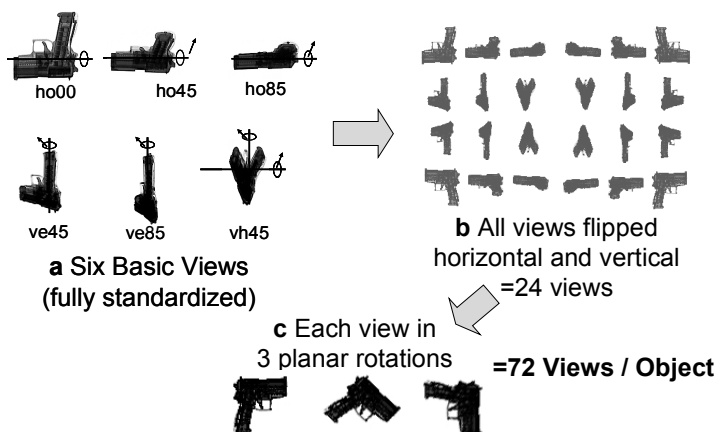 ho00
ho45
ho85
ve45
ve85
vh45
a Six Basic Views
(fully standardized)
b All views flipped
horizontal and vertical
=24 views
c Each view in
3 planar rotations
=72 Views / Object